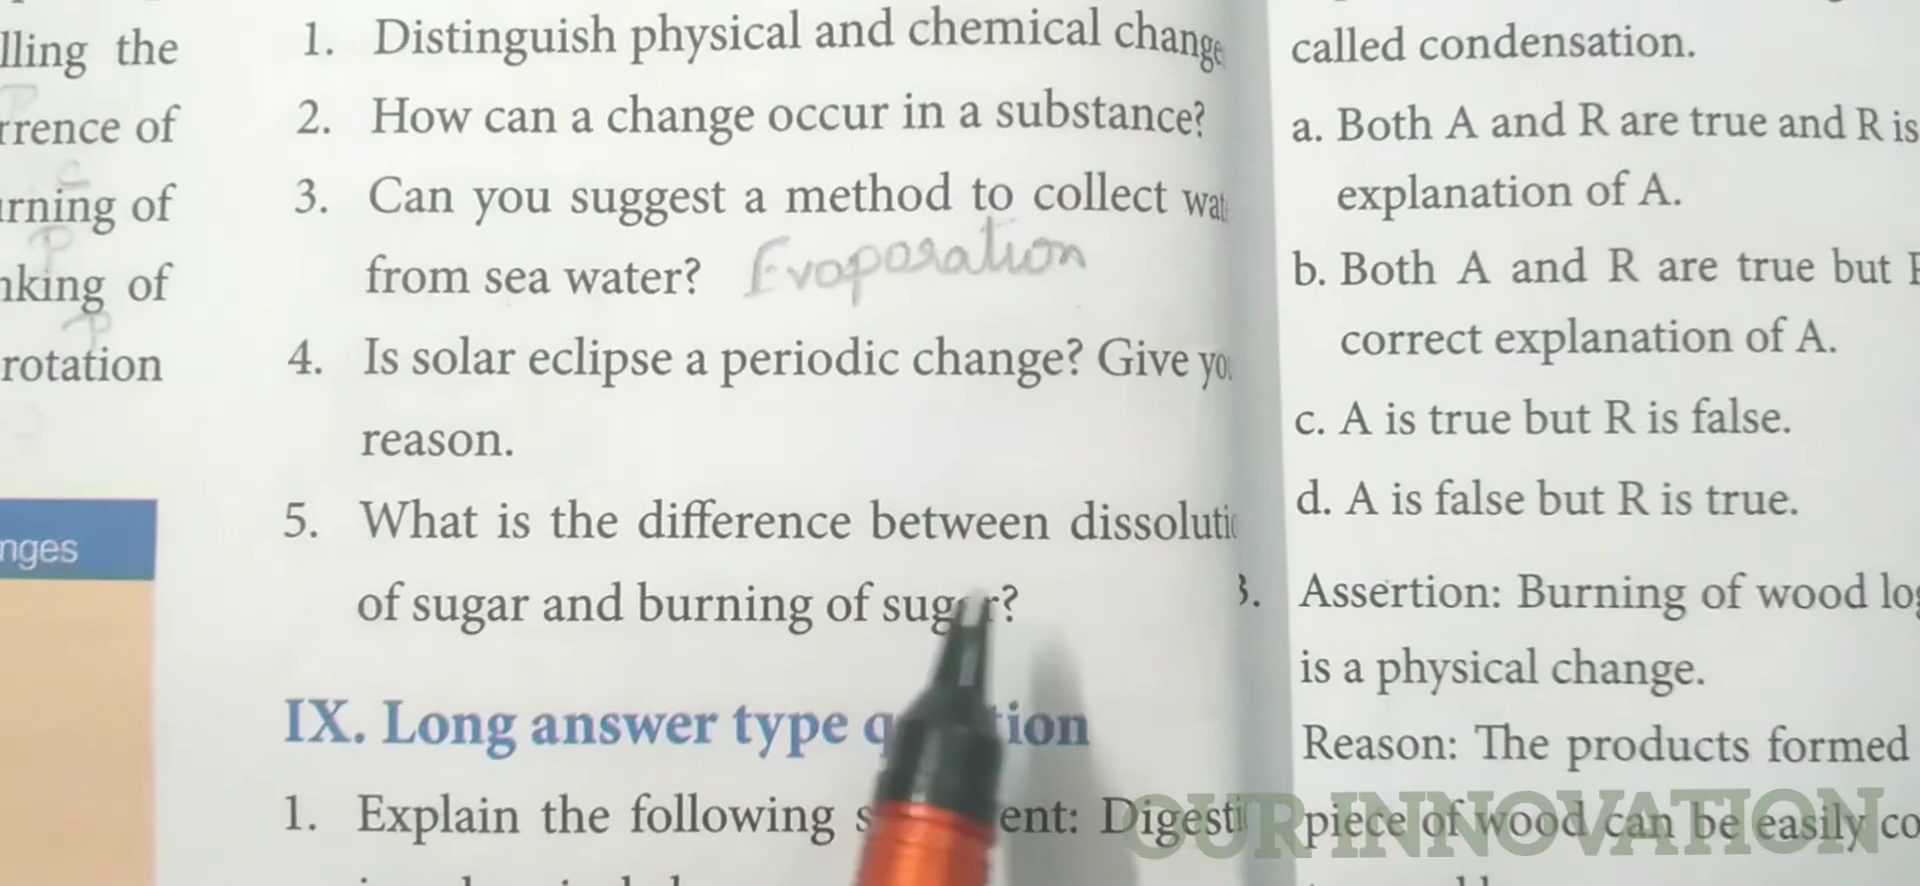 lling the
rrence of
rning of
nking of
rotation
P
C
P
P
nges
1. Distinguish physical and chemical change
2. How can a change occur in a substance?
3. Can you suggest a method to collect wat
from sea water? Evaporation
4. Is solar eclipse a periodic change? Give you
reason.
5. What is the difference between dissolutio
of sugar and burning of sugar?
IX. Long answer type q tion
1. Explain the following s ent: Digesti
called condensation.
a. Both A and R are true and R is
explanation of A.
b. Both A and R are true but
correct explanation of A.
c. A is true but R is false.
d. A is false but R is true.
3. Assertion: Burning of wood log
is a physical change.
Reason: The products formed
piece of wood can be easily co
OUR INNOVATION